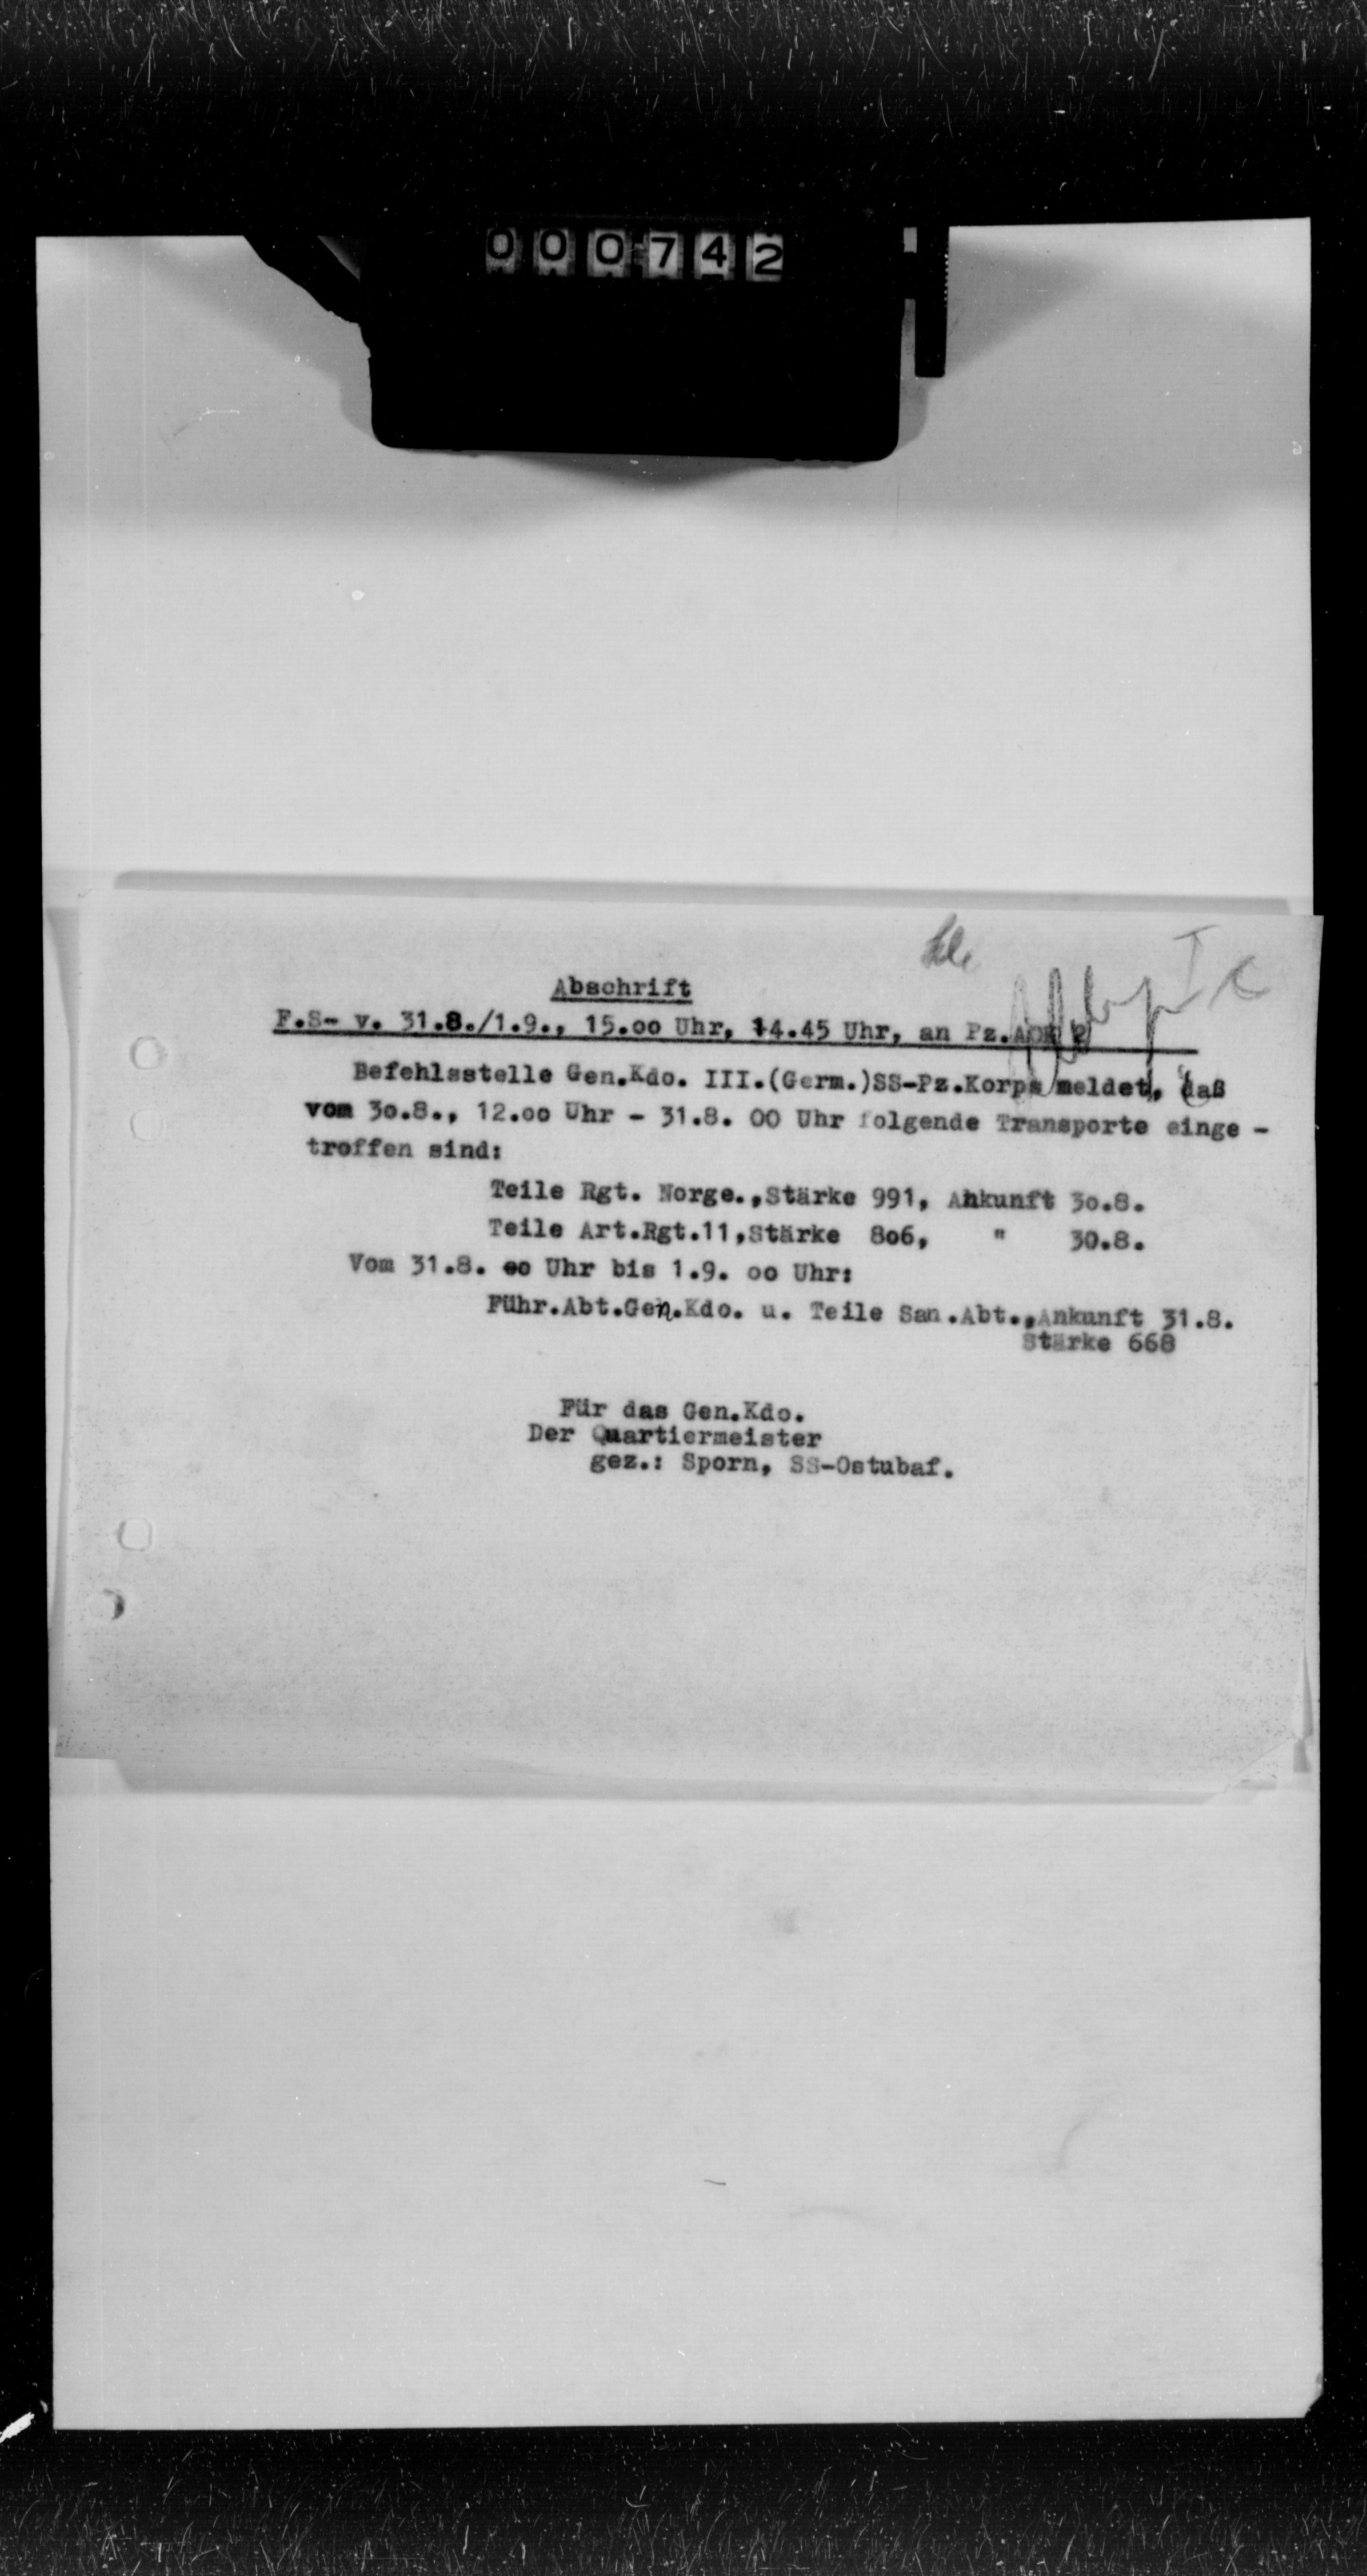 000742
Ic
Abschrift
F.S- v. 31.8./1.9., 15.oo Uhr, 14.45 Uhr, an Pz.AOK 2
Befehlsstelle Gen.Kdo. III.(Germ.)SS-Pz.Korps meldet, daß
vom 3o.8., 12.oo Uhr - 31.8. 00 Uhr folgende Transporte einge -
troffen sind:
Teile Rgt. Norge.,Stärke 991, Ankunft 3o.8.
Teile Art.Rgt.11,Stärke 8o6, " 30.8.
Vom 31.8. oo Uhr bis 1.9. oo Uhr:
Führ.Abt.Gen.Kdo. u. Teile San.Abt.,Ankunft 31.8.
Stärke 668
Für das Gen.Kdo.
Der Quartiermeister
gez.: Sporn, SS-Ostubaf.